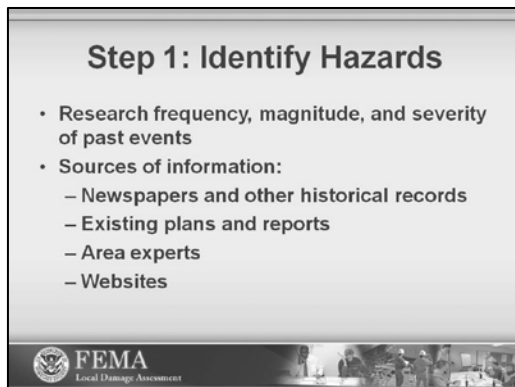 Step 1: Identify Hazards
• Research frequency, magnitude, and severity
of past events
• Sources of information:
– Newspapers and other historical records
– Existing plans and reports
– Area experts
– Websites
FEMA
Local Damage Assessment